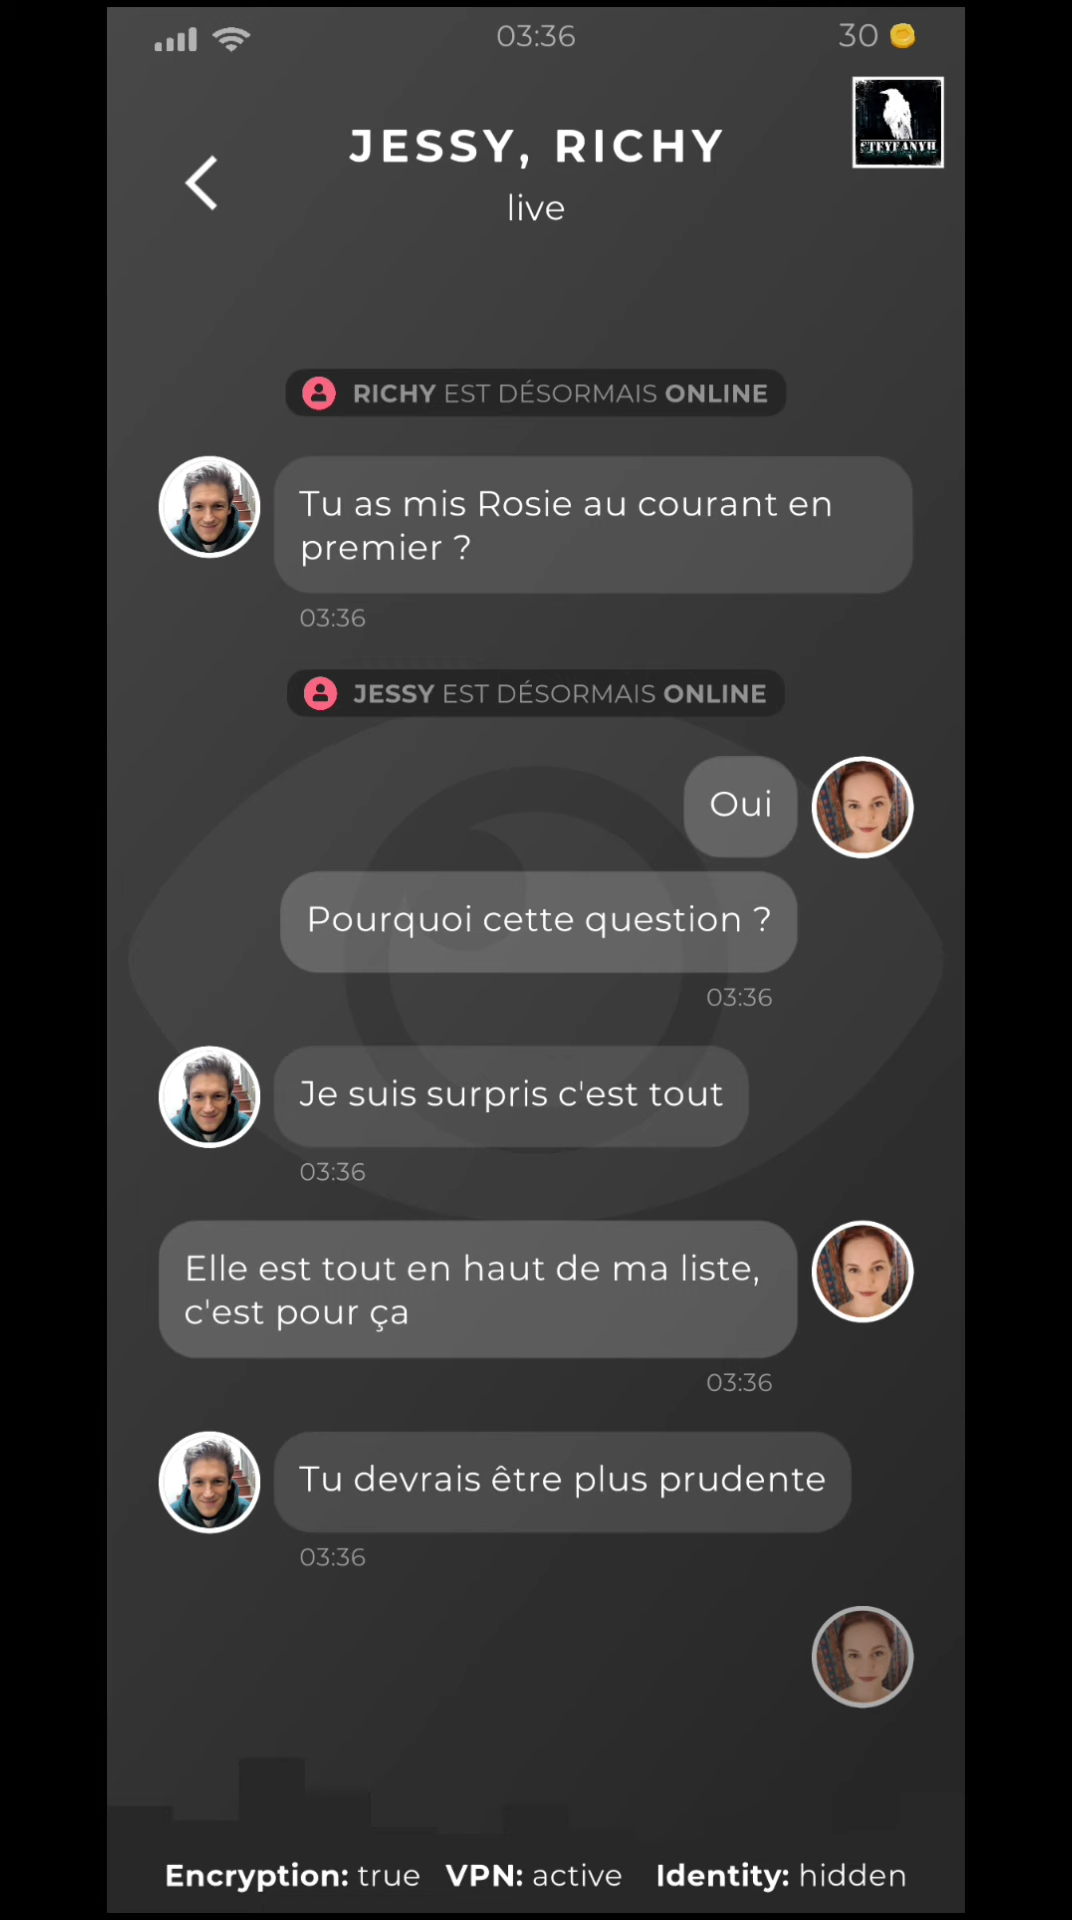 03:36
30
JESSY, RICHY
live
STEYFANYH
RICHY EST DÉSORMAIS ONLINE
Tu as mis Rosie au courant en
premier ?
03:36
JESSY EST DÉSORMAIS ONLINE
Oui
Pourquoi cette question ?
03:36
Je suis surpris c'est tout
03:36
Elle est tout en haut de ma liste,
c'est pour ça
03:36
Tu devrais être plus prudente
03:36
Encryption: true VPN: active Identity: hidden